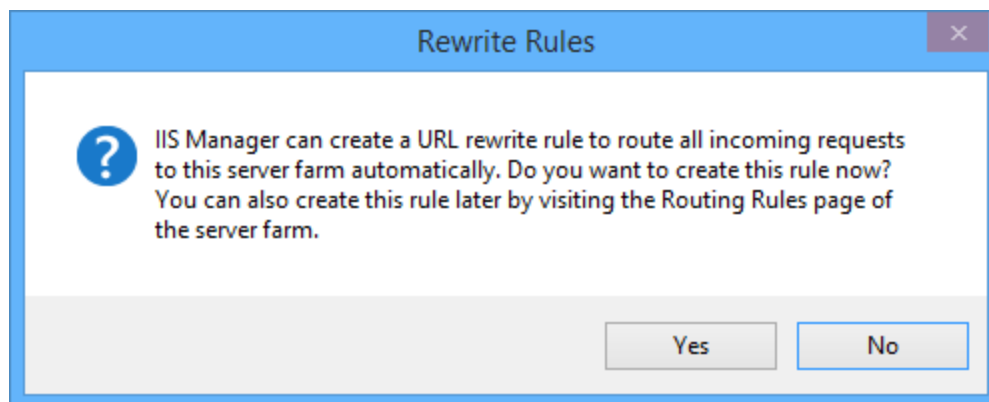 Rewrite Rules
IIS Manager can create a URL rewrite rule to route all incoming requests
to this server farm automatically. Do you want to create this rule now?
You can also create this rule later by visiting the Routing Rules page of
the server farm.
Yes No